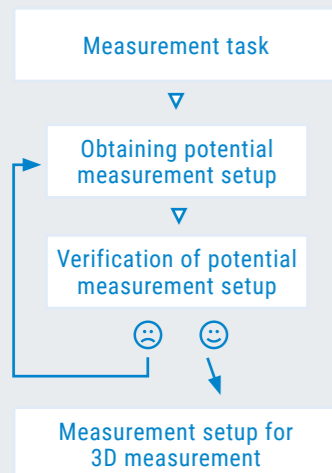 Measurement task
Obtaining potential
measurement setup
Verification of potential
measurement setup
Measurement setup for
3D measurement